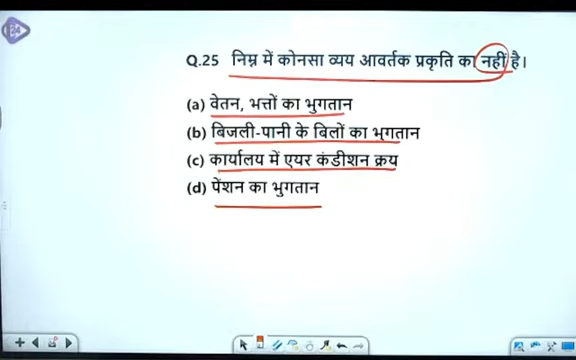 Q.25 निम्न में कोनसा व्यय आवर्तक प्रकृति का नहीं है।
(a) वेतन, भत्तों का भुगतान
(b) बिजली-पानी के बिलों का भुगतान
(c) कार्यालय में एयर कंडीशन क्रय
(d) पेंशन का भुगतान